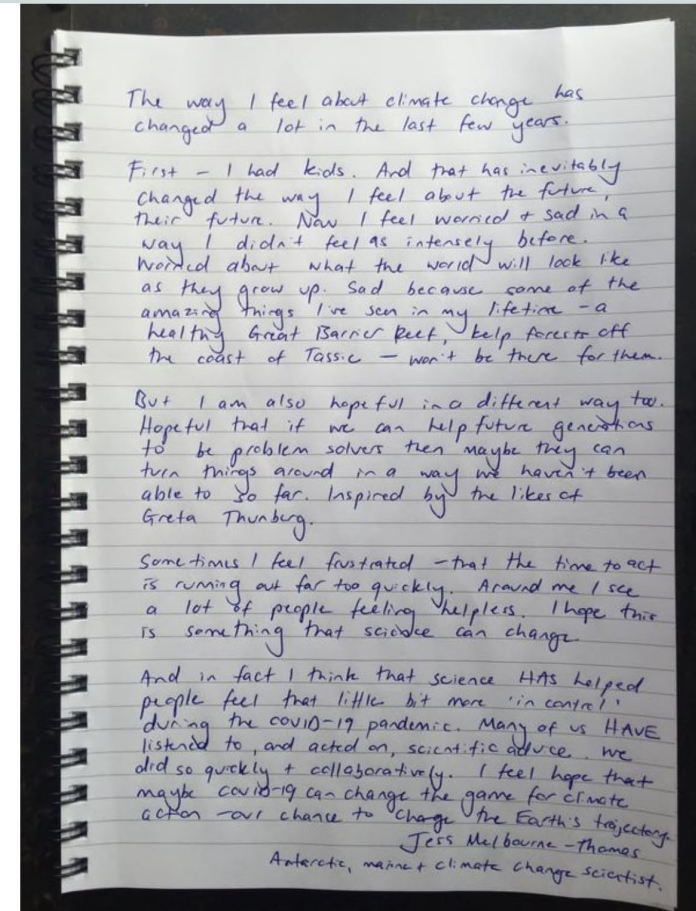 The way I feel about climate change has
changed a lot in the last few years.
First - I had kids. And that has inevitably
changed the way I feel about the future,
their future. Now I feel worried + sad in a
way I didn't feel as intensely before.
Worried about what the world will look like
as they grow up. Sad because some of the
amazing things I've seen in my lifetime - a
healthy Great Barrier Reef, kelp forests off
the coast of Tassie - won't be there for them.
But I am also hopeful in a different way too.
Hopeful that if we can help future generations
to be problem solvers then maybe they can
turn things around in a way we haven't been
able to so far. Inspired by the likes of
Greta Thunberg.
Sometimes I feel frustrated - that the time to act
is running out far too quickly. Around me I see
a lot of people feeling helpless. I hope this
is something that science can change.
And in fact I think that science HAS helped
people feel that little bit more 'in control'
during the COVID-19 pandemic. Many of us HAVE
listened to, and acted on, scientific advice. We
did so quickly + collaboratively. I feel hope that
maybe covid-19 can change the game for climate
action - our chance to change the Earth's trajectory.
Jess Melbourne-Thomas
Antarctic, marine + climate change scientist.